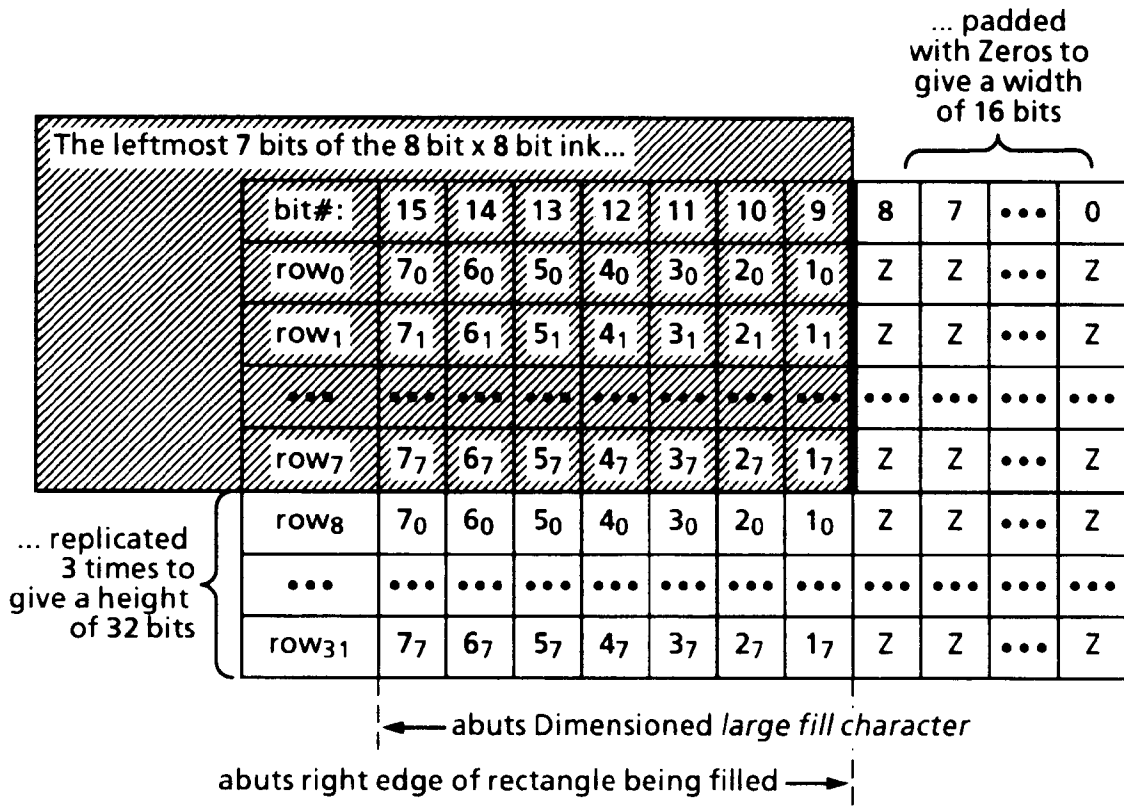 ... padded
with Zeros to
give a width
of 16 bits
The leftmost 7 bits of the 8 bit x 8 bit ink...
bit#: 15 14 13 12 11 10 9 8 7 ••• 0
row₀ 7₀ 6₀ 5₀ 4₀ 3₀ 2₀ 1₀ Z Z ••• Z
row₁ 7₁ 6₁ 5₁ 4₁ 3₁ 2₁ 1₁ Z Z ••• Z
••• ••• ••• ••• ••• ••• ••• ••• ••• ••• ••• •••
row₇ 7₇ 6₇ 5₇ 4₇ 3₇ 2₇ 1₇ Z Z ••• Z
row₈ 7₀ 6₀ 5₀ 4₀ 3₀ 2₀ 1₀ Z Z ••• Z
••• ••• ••• ••• ••• ••• ••• ••• ••• ••• ••• •••
row₃₁ 7₇ 6₇ 5₇ 4₇ 3₇ 2₇ 1₇ Z Z ••• Z
... replicated
3 times to
give a height
of 32 bits
abuts Dimensioned large fill character
abuts right edge of rectangle being filled